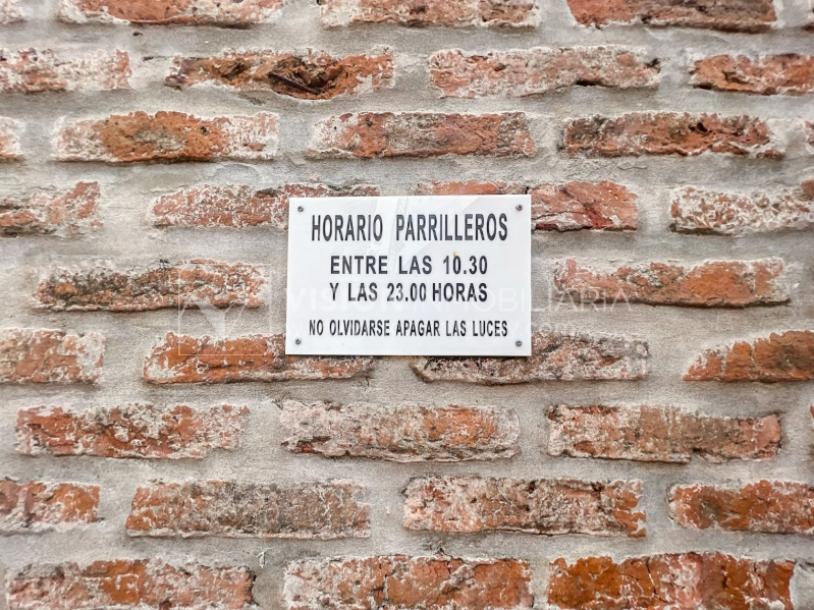 HORARIO PARRILLEROS
ENTRE LAS 10.30
Y LAS 23.00 HORAS
NO OLVIDARSE APAGAR LAS LUCES